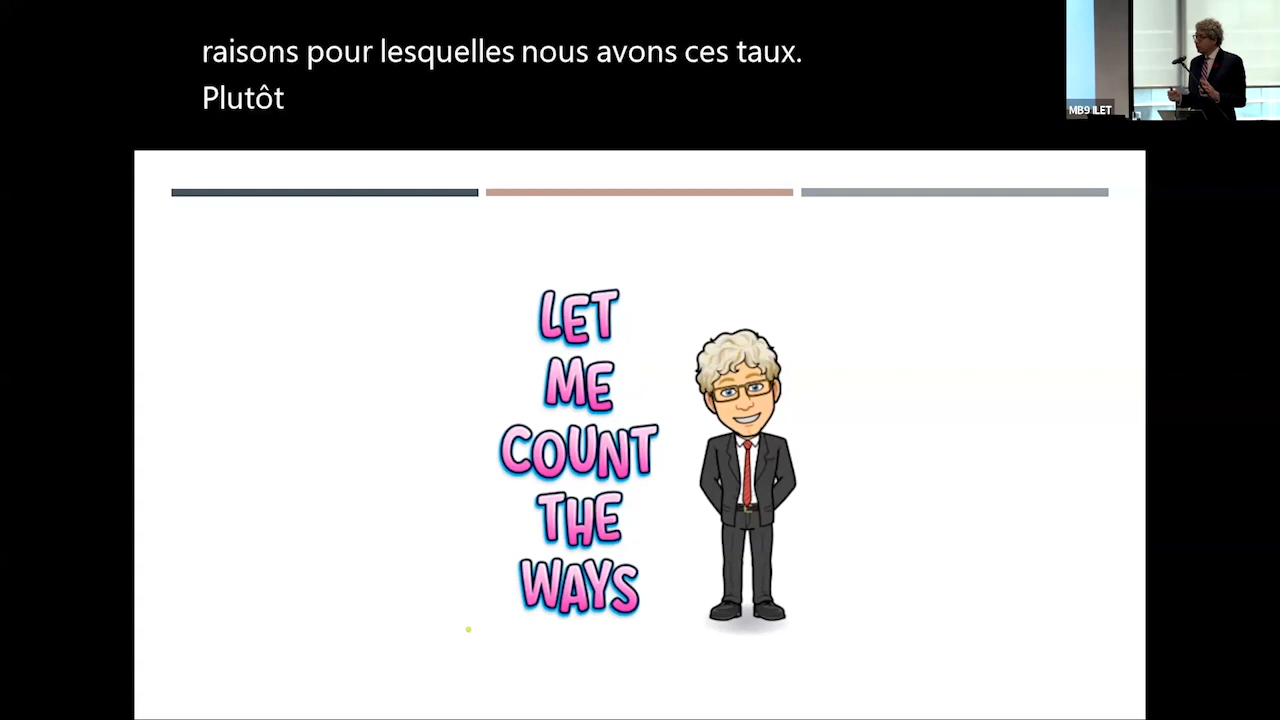 raisons pour lesquelles nous avons ces taux.
Plutôt
MB9 ILET
LET
ME
COUNT
THE
WAYS